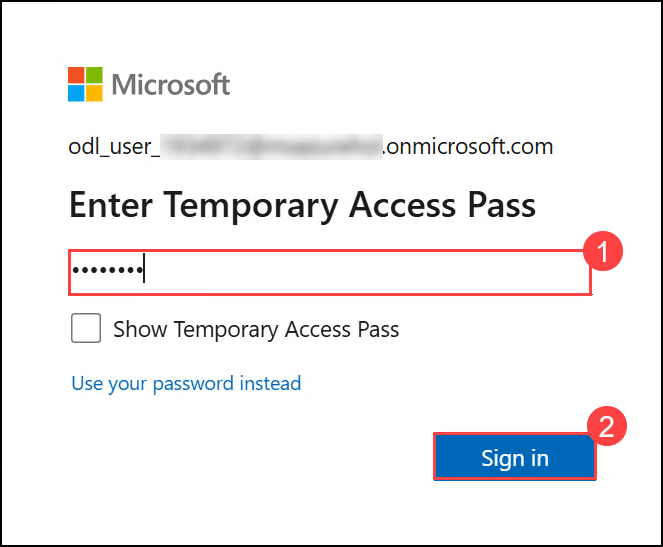 Microsoft
odl_user_ .onmicrosoft.com
Enter Temporary Access Pass
1
••••••••
Show Temporary Access Pass
Use your password instead
2
Sign in